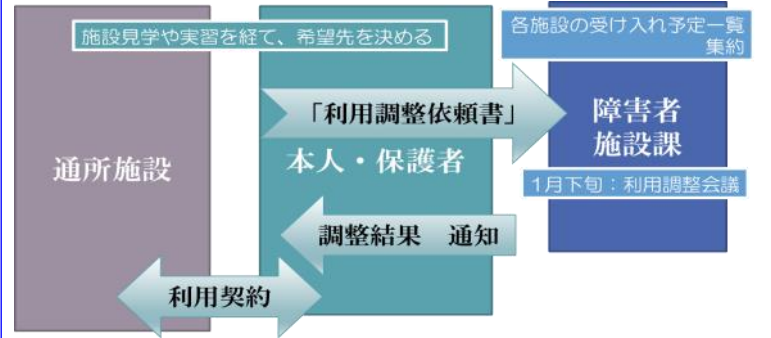 施設見学や実習を経て、希望先を決める
各施設の受け入れ予定一覧
集約
「利用調整依頼書」
障害者
施設課
通所施設
本人・保護者
1月下旬：利用調整会議
調整結果　通知
利用契約